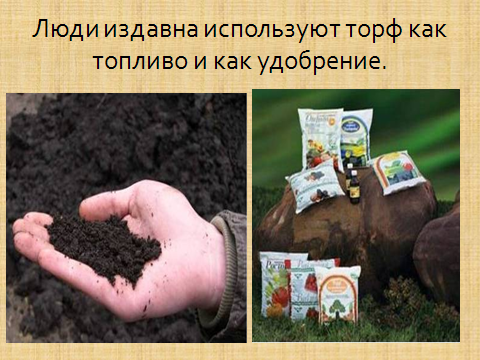 Люди издавна используют торф как
топливо и как удобрение.